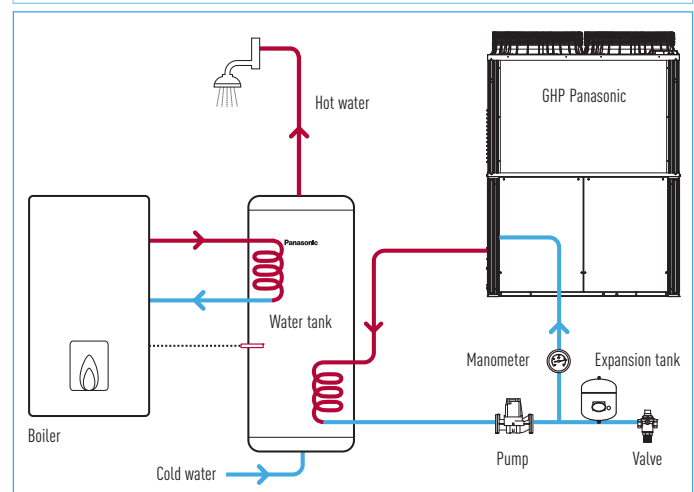 Hot water
GHP Panasonic
Panasonic
Water tank
Manometer
Expansion tank
Boiler
Pump
Valve
Cold water